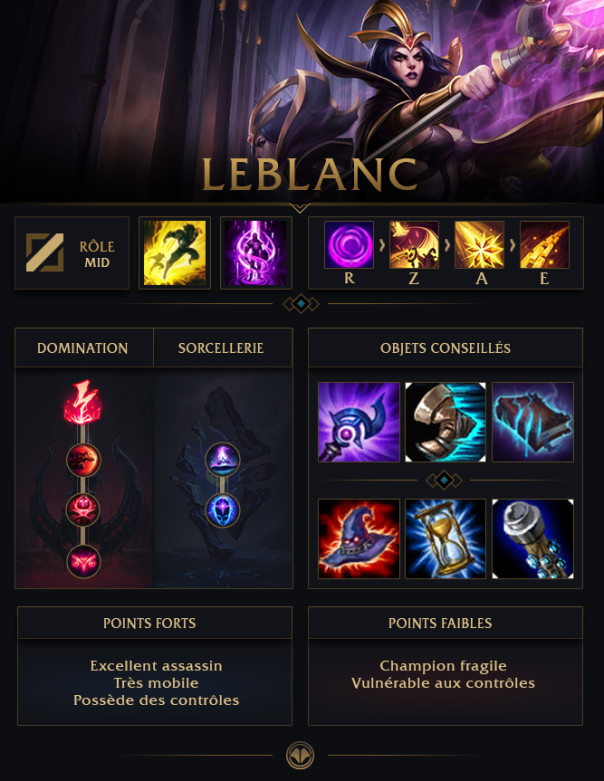 LEBLANC
RÔLE
MID
R
Z
A
E
DOMINATION
SORCELLERIE
OBJETS CONSEILLÉS
POINTS FORTS
Excellent assassin
Très mobile
Possède des contrôles
POINTS FAIBLES
Champion fragile
Vulnérable aux contrôles